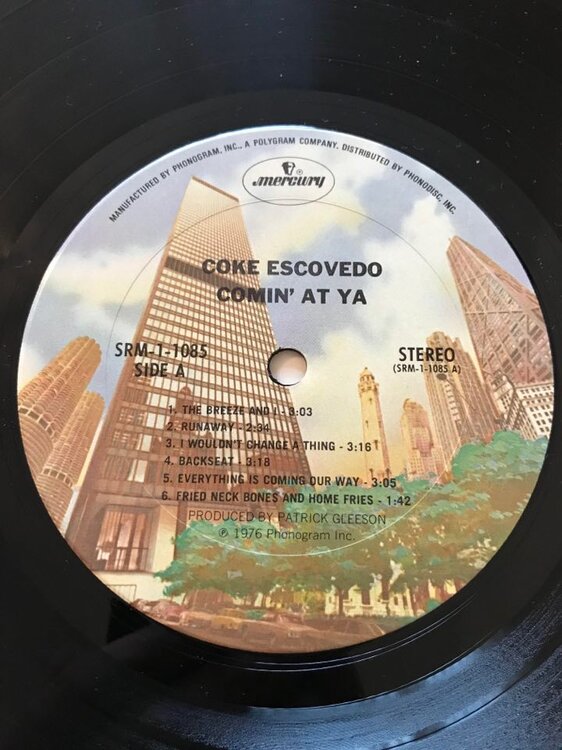 MANUFACTURED BY PHONOGRAM, INC., A POLYGRAM COMPANY. DISTRIBUTED BY PHONODISC, INC.
mercury ®
COKE ESCOVEDO
COMIN' AT YA
SRM-1-1085
SIDE A
STEREO
(SRM-1-1085 A)
1. THE BREEZE AND I - 3:03
2. RUNAWAY - 2:34
3. I WOULDN'T CHANGE A THING - 3:16
4. BACKSEAT - 3:18
5. EVERYTHING IS COMING OUR WAY - 3:05
6. FRIED NECK BONES AND HOME FRIES - 1:42
PRODUCED BY PATRICK GLEESON
℗ 1976 Phonogram Inc.